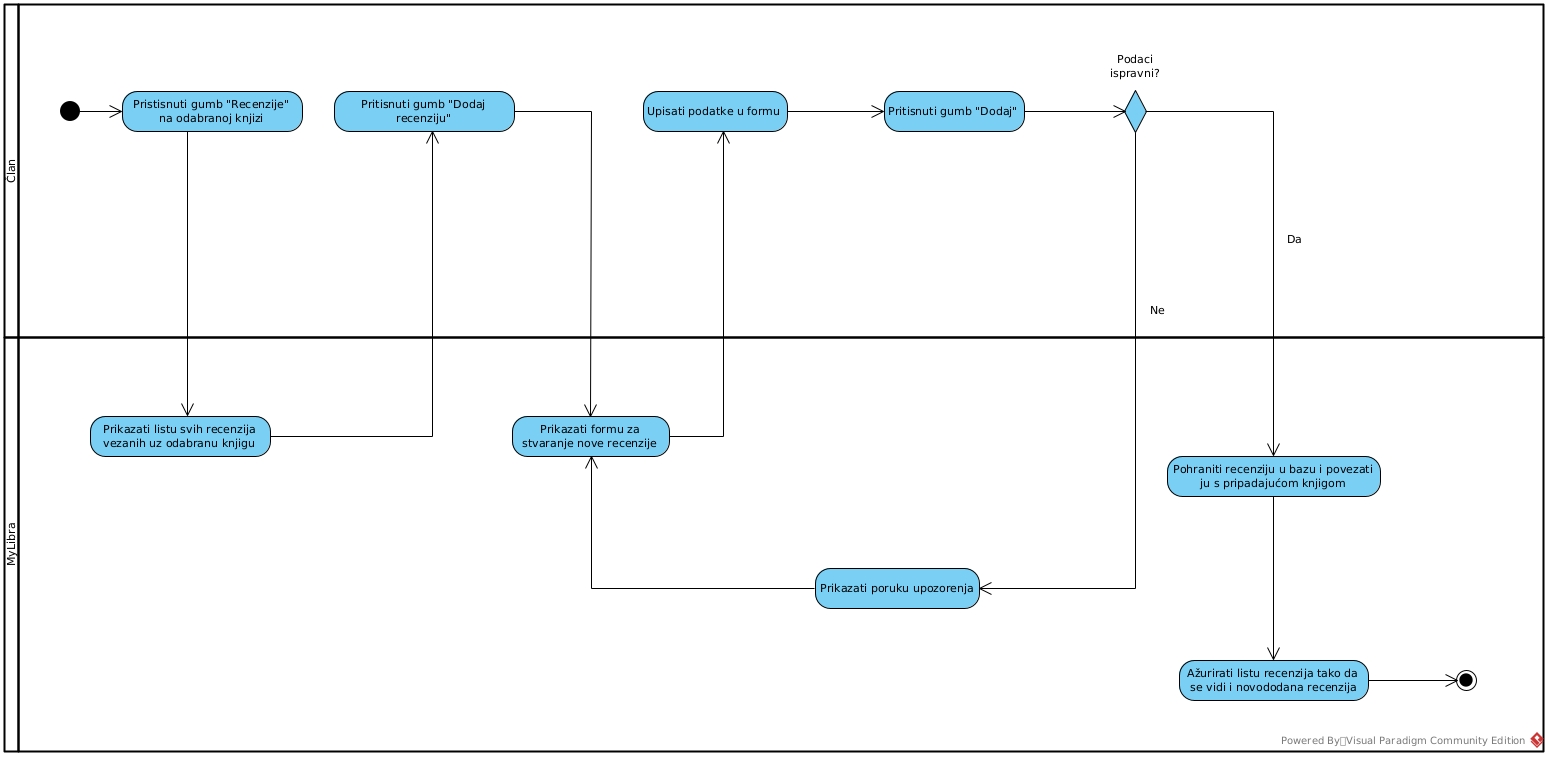 Podaci
ispravni?
Pristisnuti gumb "Recenzije"
na odabranoj knjizi
Pritisnuti gumb "Dodaj
recenziju"
Upisati podatke u formu
Pritisnuti gumb "Dodaj"
Član
Da
Ne
Prikazati listu svih recenzija
vezanih uz odabranu knjigu
Prikazati formu za
stvaranje nove recenzije
Pohraniti recenziju u bazu i povezati
ju s pripadajućom knjigom
MyLibra
Prikazati poruku upozorenja
Ažurirati listu recenzija tako da
se vidi i novododana recenzija
Powered By Visual Paradigm Community Edition